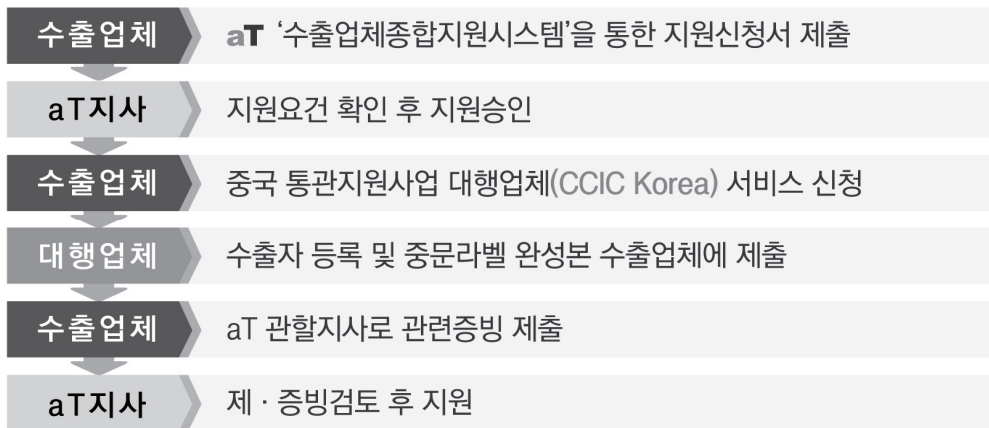 수출업체 aT ‘수출업체종합지원시스템’을 통한 지원신청서 제출
aT지사 지원요건 확인 후 지원승인
수출업체 중국 통관지원사업 대행업체(CCIC Korea) 서비스 신청
대행업체 수출자 등록 및 중문라벨 완성본 수출업체에 제출
수출업체 aT 관할지사로 관련증빙 제출
aT지사 제 · 증빙검토 후 지원